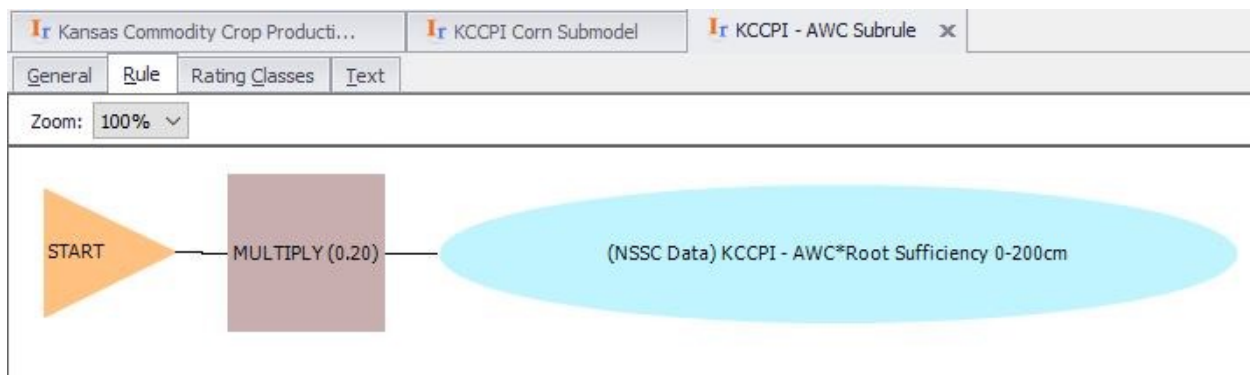 Ir Kansas Commodity Crop Producti... Ir KCCPI Corn Submodel Ir KCCPI - AWC Subrule x
General Rule Rating Classes Text
Zoom: 100%
START MULTIPLY (0.20) (NSSC Data) KCCPI - AWC*Root Sufficiency 0-200cm